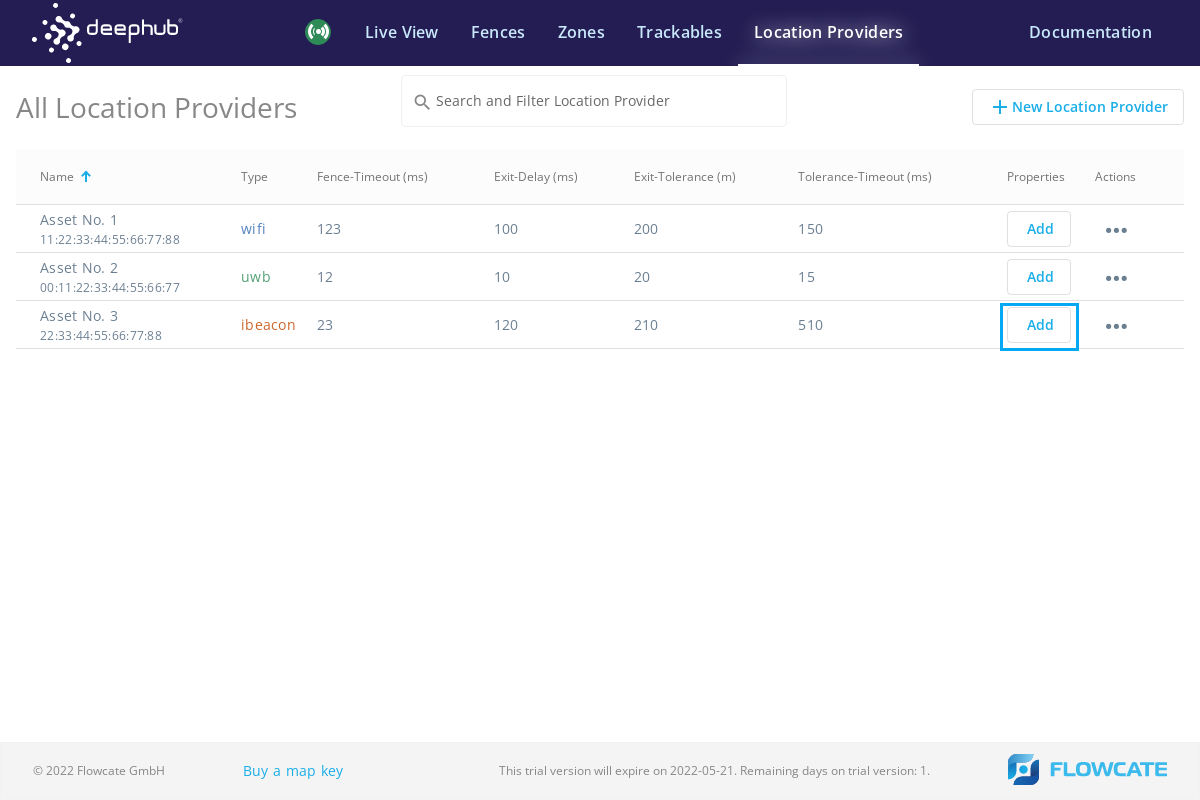 deephub®
Live View Fences Zones Trackables Location Providers Documentation
All Location Providers
Search and Filter Location Provider
New Location Provider
Name Type Fence-Timeout (ms) Exit-Delay (ms) Exit-Tolerance (m) Tolerance-Timeout (ms) Properties Actions
Asset No. 1
11:22:33:44:55:66:77:88
wifi 123 100 200 150 Add
Asset No. 2
00:11:22:33:44:55:66:77
uwb 12 10 20 15 Add
Asset No. 3
22:33:44:55:66:77:88
ibeacon 23 120 210 510 Add
© 2022 Flowcate GmbH Buy a map key This trial version will expire on 2022-05-21. Remaining days on trial version: 1. FLOWCATE